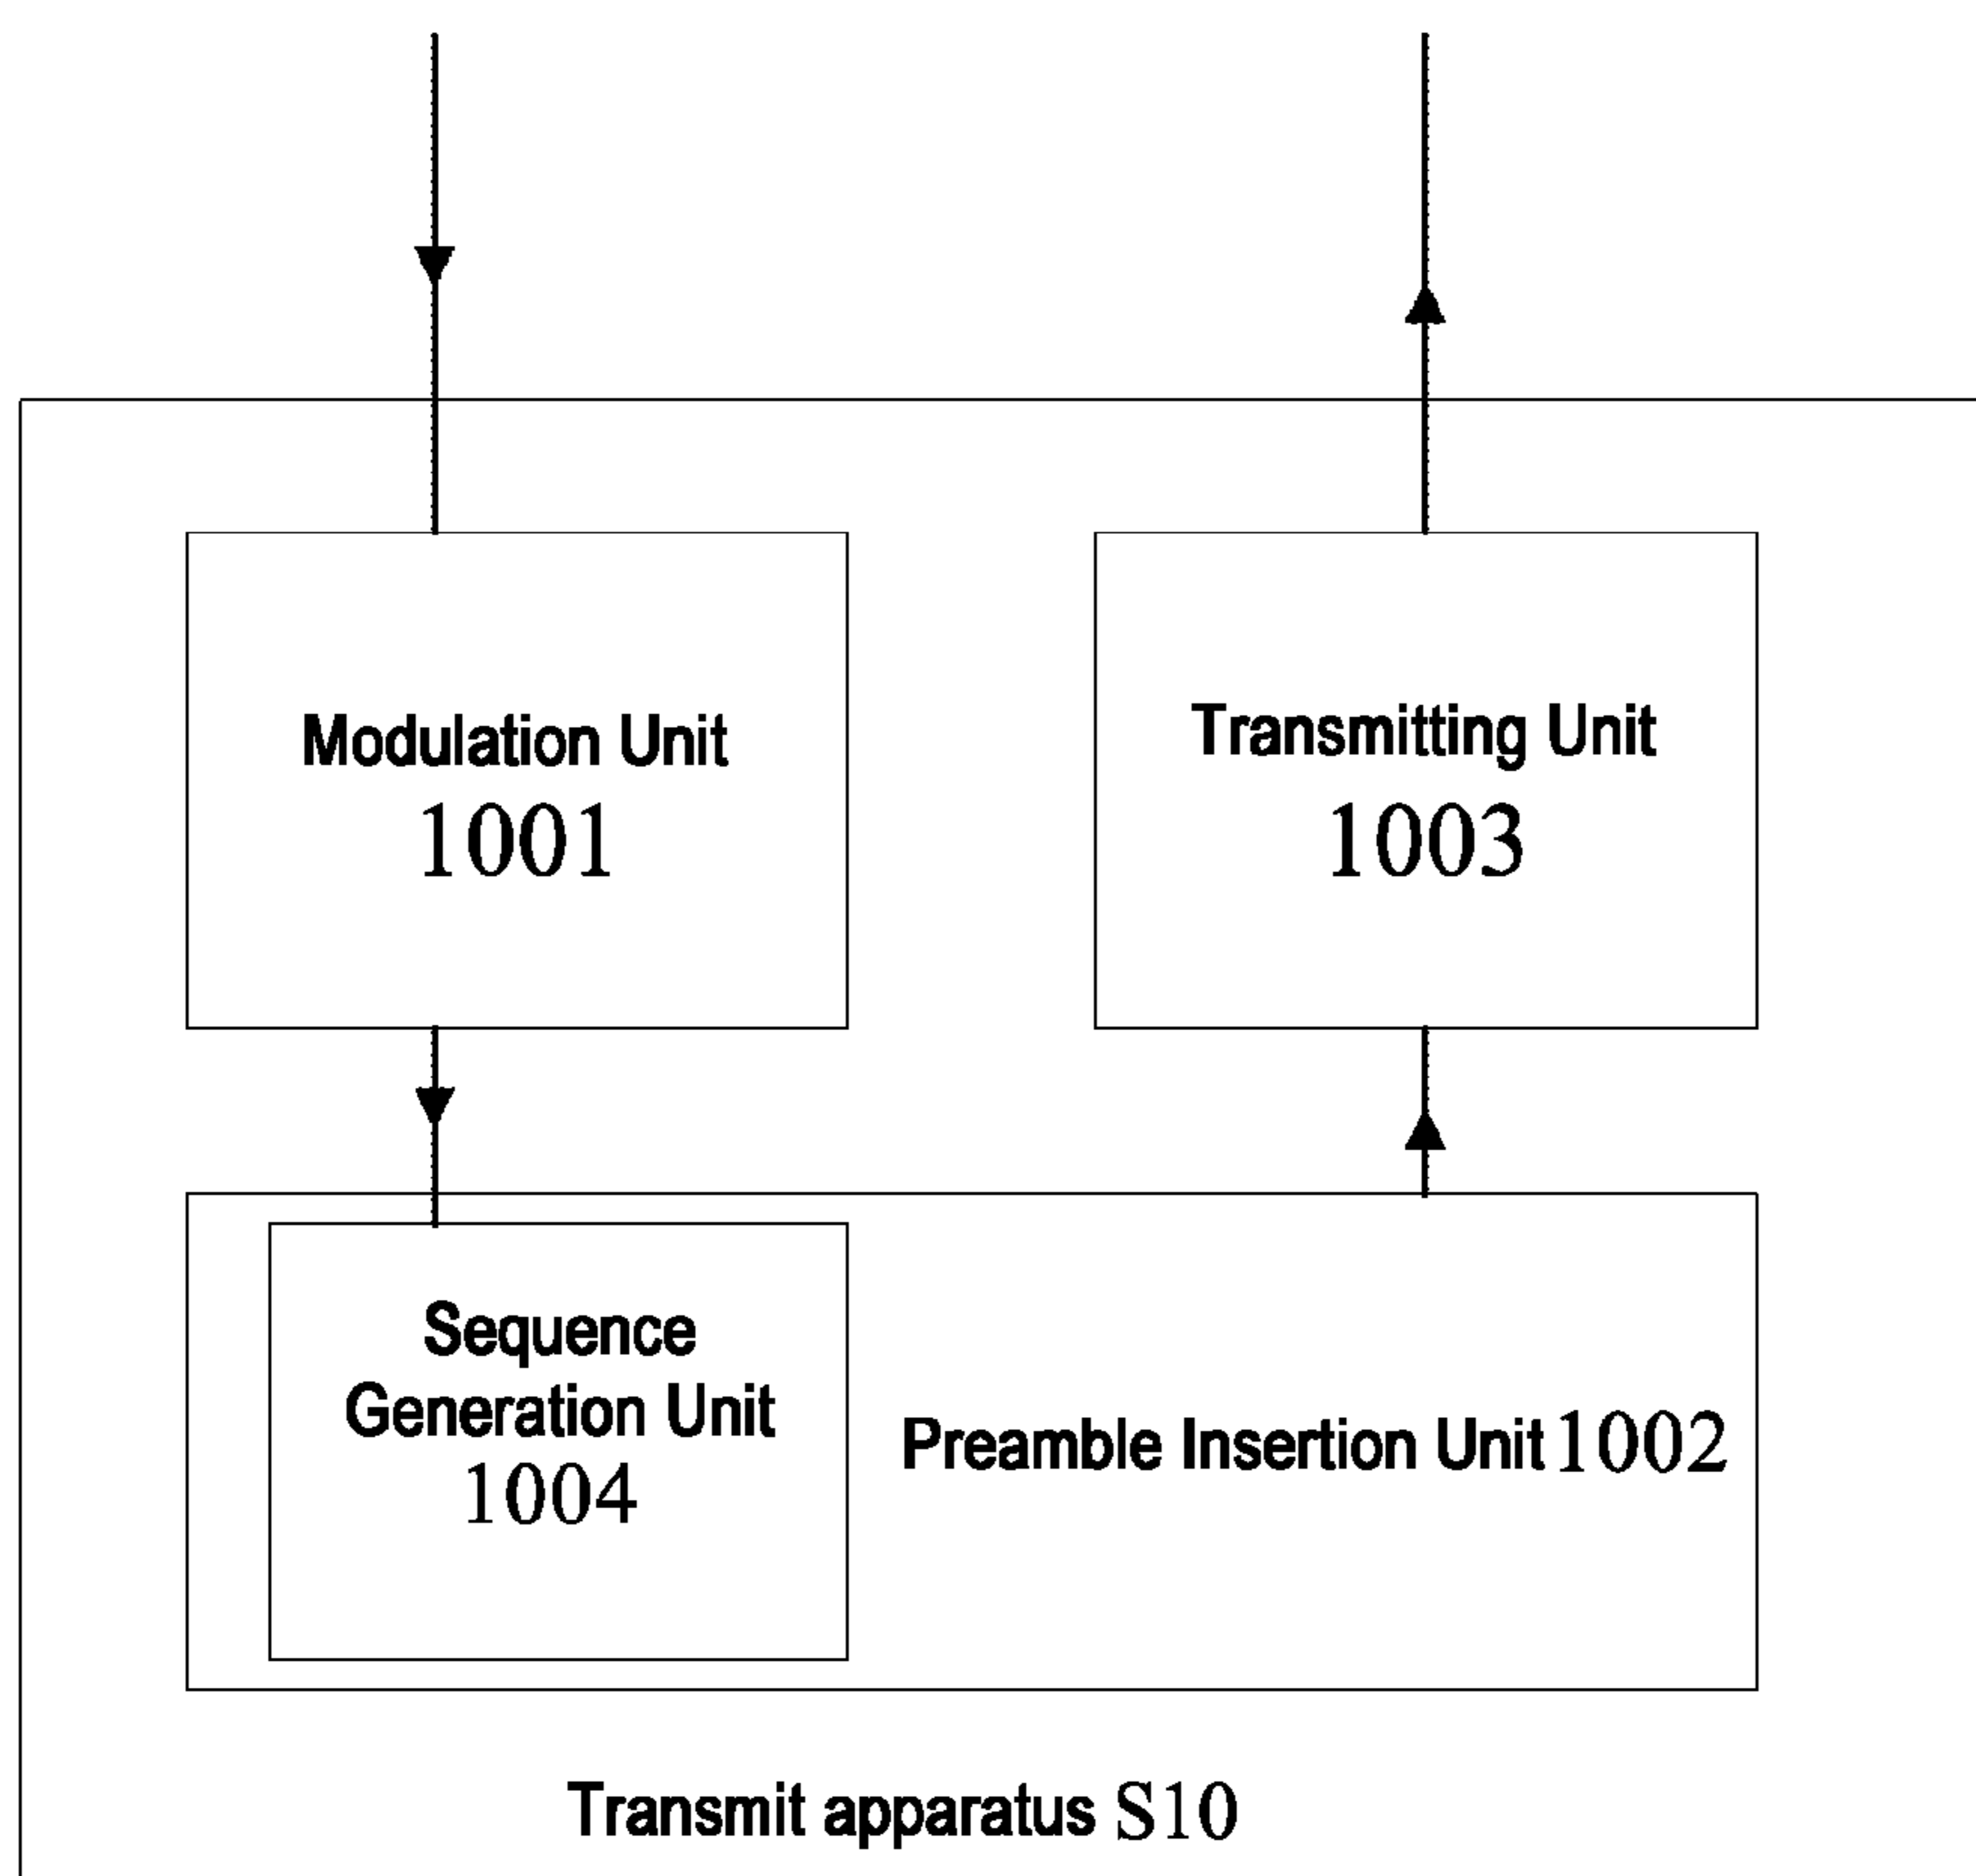 Modulation Unit
1001
Transmitting Unit
1003
Sequence
Generation Unit
1004
Preamble Insertion Unit 1002
Transmit apparatus S10